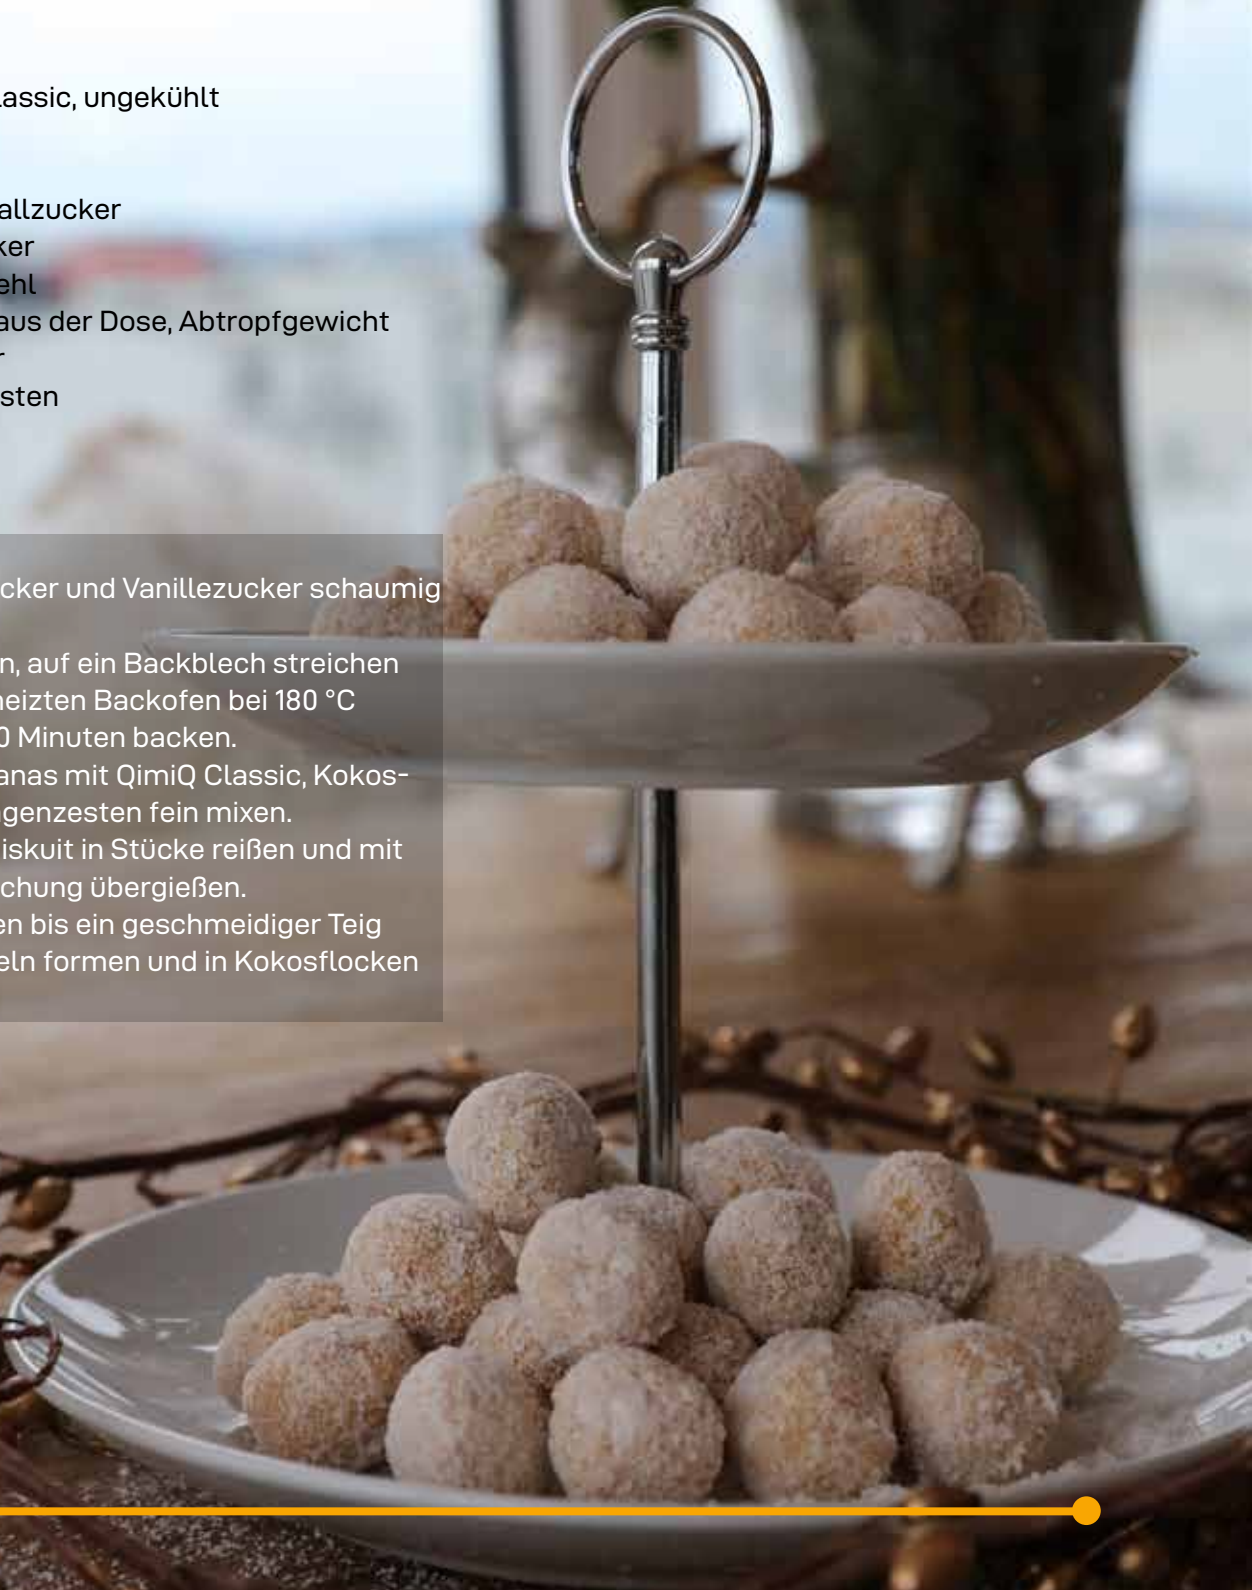 lassic, ungekühlt
allzucker
ker
ehl
aus der Dose, Abtropfgewicht
r
sten
cker und Vanillezucker schaumig
n, auf ein Backblech streichen
heizten Backofen bei 180 °C
0 Minuten backen.
anas mit QimiQ Classic, Kokos-
ngenzesten fein mixen.
iskuit in Stücke reißen und mit
chung übergießen.
en bis ein geschmeidiger Teig
eln formen und in Kokosflocken